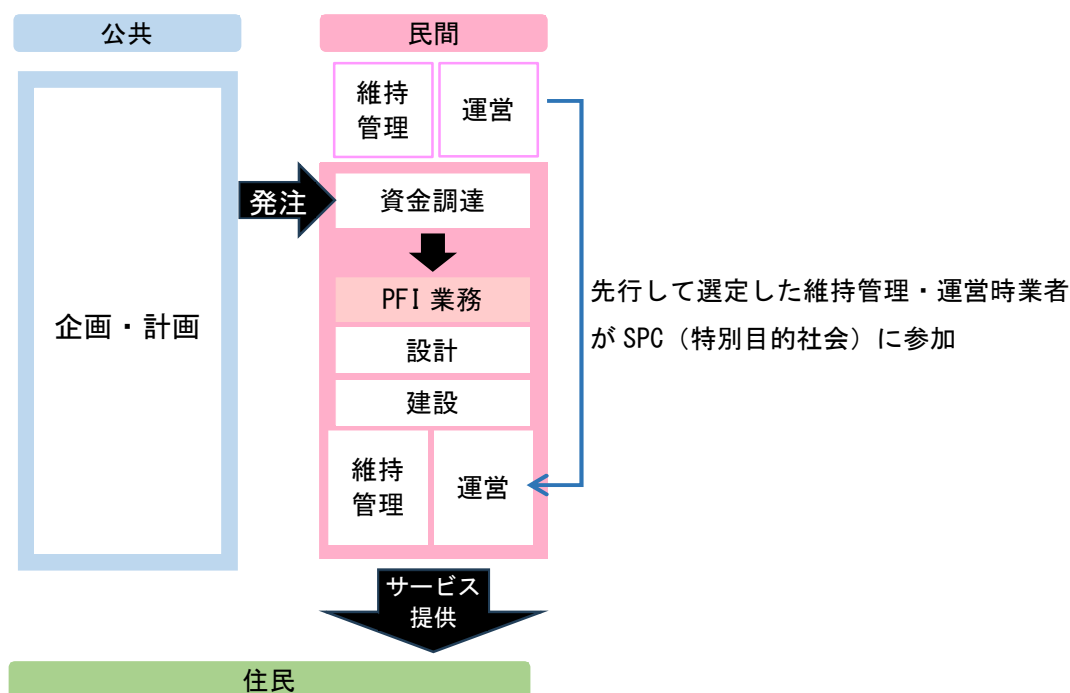 公共
民間
維持
管理
運営
発注
資金調達
PFI 業務
企画・計画
設計
建設
先行して選定した維持管理・運営時業者
が SPC（特別目的社会）に参加
維持
管理
運営
サービス
提供
住民